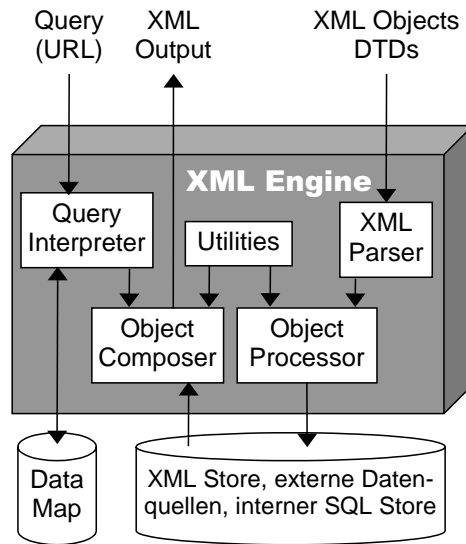 Query
(URL)
XML
Output
XML Objects
DTDs
XML Engine
Query
Interpreter
Utilities
XML
Parser
Object
Composer
Object
Processor
Data
Map
XML Store, externe Daten-
quellen, interner SQL Store